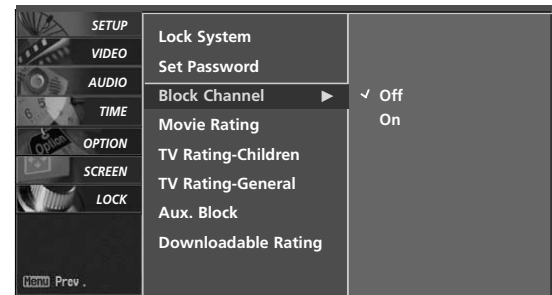 SETUP
VIDEO
AUDIO
TIME
OPTION
SCREEN
LOCK
Lock System
Set Password
Block Channel ▶
Movie Rating
TV Rating-Children
TV Rating-General
Aux. Block
Downloadable Rating
✓ Off
On
Menu Prev.